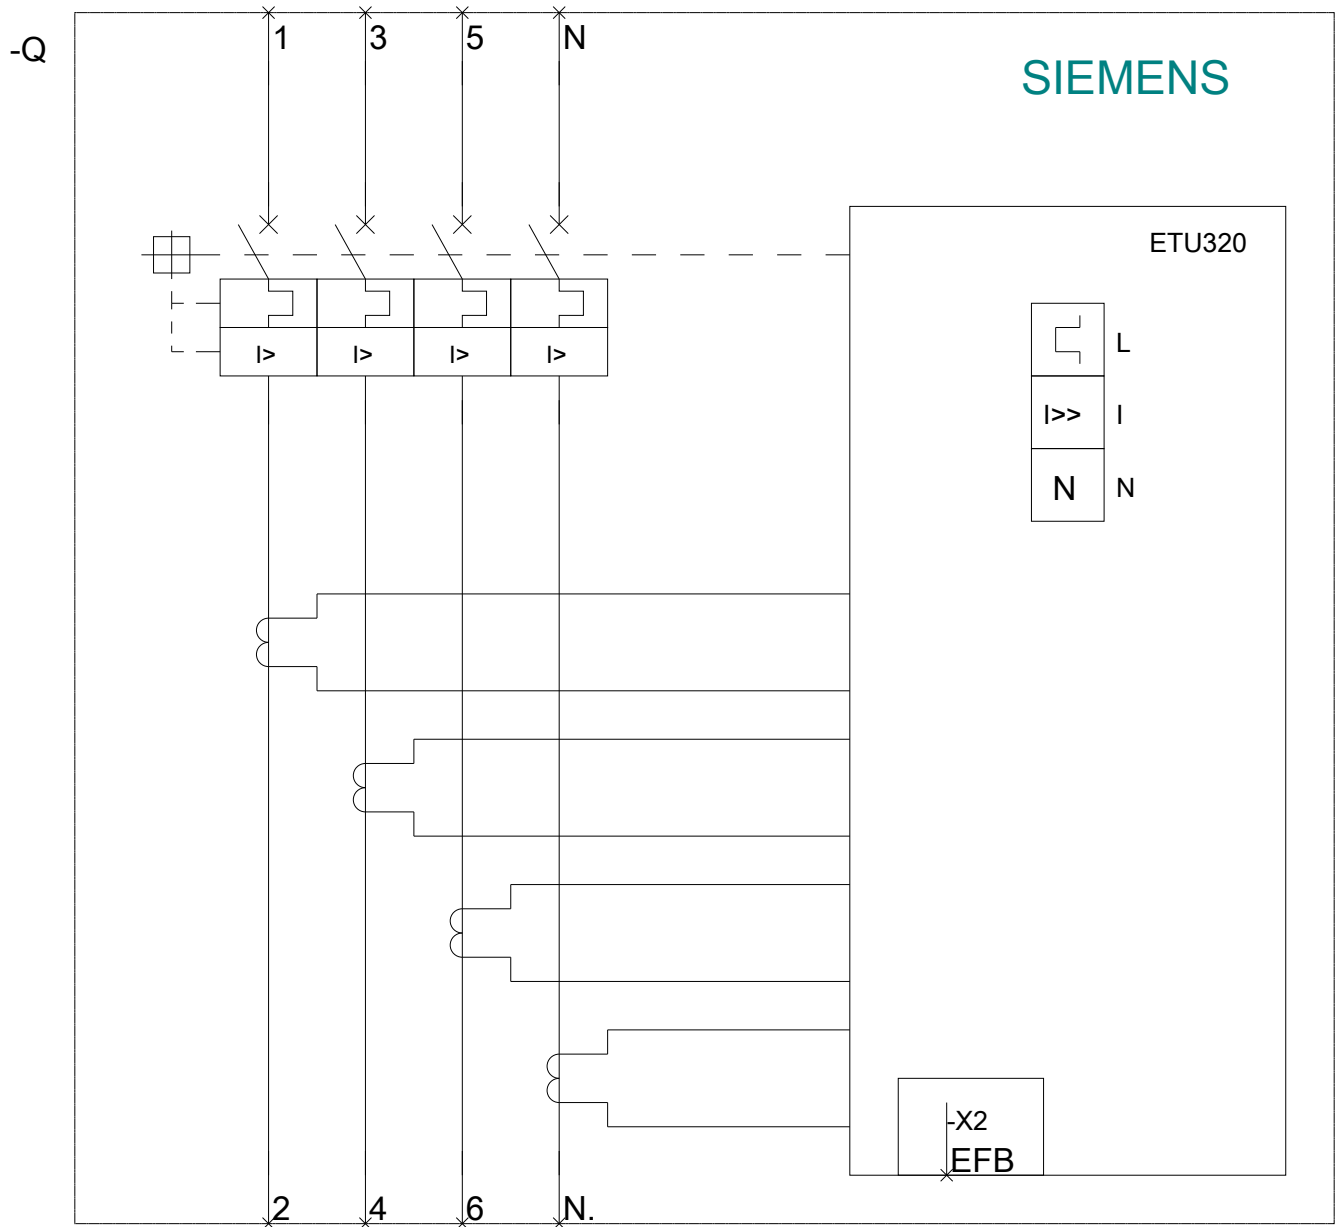 1 3 5 N
-Q
SIEMENS
ETU320
L
I> I> I> I>
I>> I
N N
-X2
EFB
2 4 6 N.